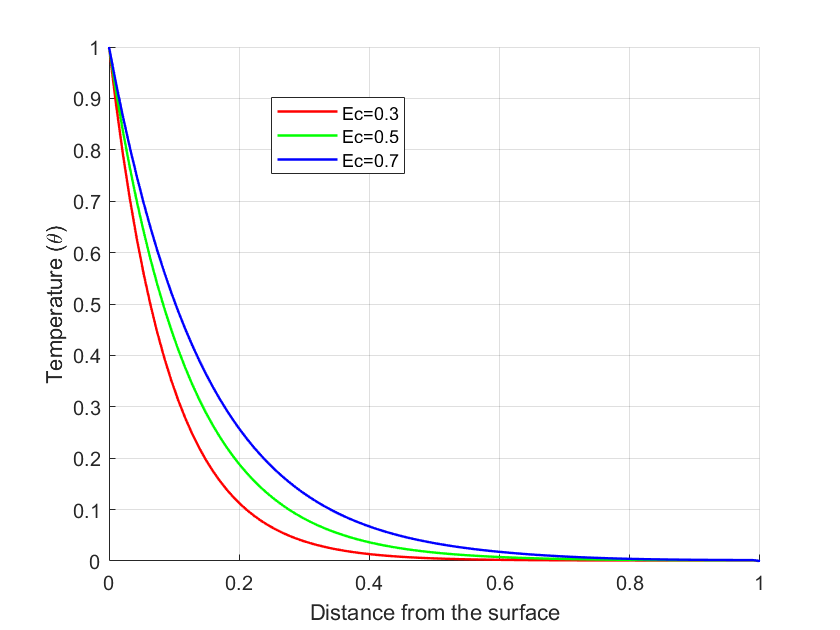 1
0.9
0.8
0.7
0.6
0.5
0.4
0.3
0.2
0.1
0
Temperature (θ)
Ec=0.3
Ec=0.5
Ec=0.7
0 0.2 0.4 0.6 0.8 1
Distance from the surface